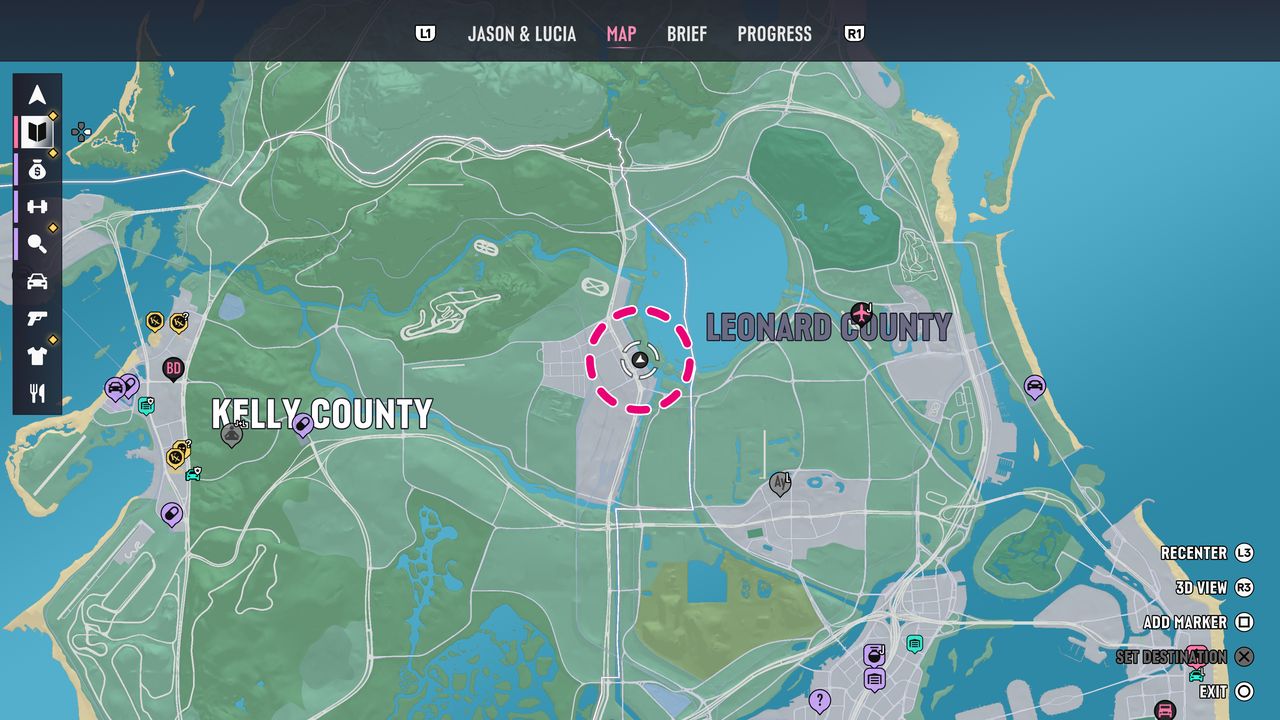 L1 JASON & LUCIA MAP BRIEF PROGRESS R1
$
?
J
LEONARD COUNTY
BD
KELLY COUNTY
?
L
RECENTER L3
3D VIEW R3
ADD MARKER
SET DESTINATION
EXIT
J
?